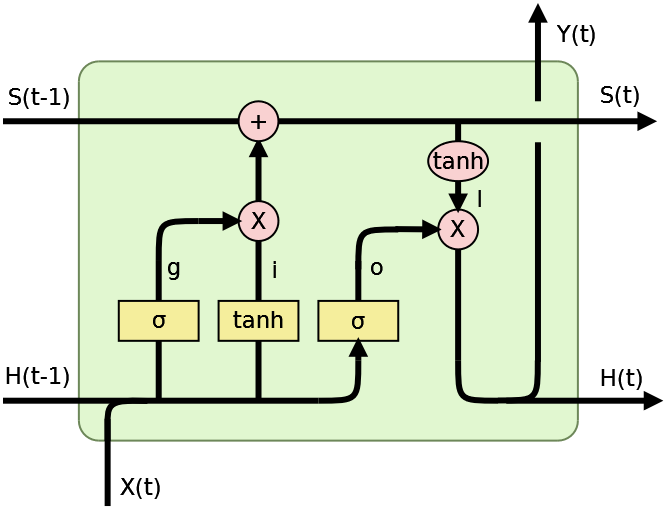 Y(t)
S(t-1)
S(t)
+
tanh
l
X
X
g
i
o
σ
tanh
σ
H(t-1)
H(t)
X(t)